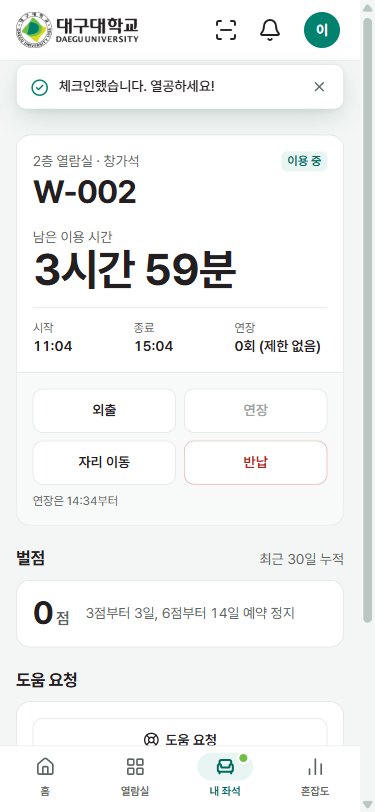 대구대학교
DAEGU UNIVERSITY
이
체크인했습니다. 열공하세요!
2층 열람실 · 창가석
이용 중
W-002
남은 이용 시간
3시간 59분
시작
종료
연장
11:04
15:04
0회 (제한 없음)
외출
연장
자리 이동
반납
연장은 14:34부터
벌점
최근 30일 누적
0점
3점부터 3일, 6점부터 14일 예약 정지
도움 요청
도움 요청
홈
열람실
내 좌석
혼잡도